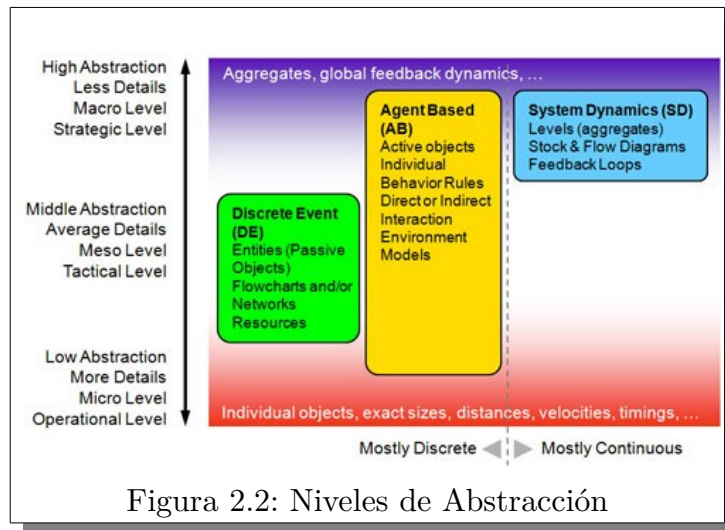 High Abstraction
Less Details
Macro Level
Strategic Level
Middle Abstraction
Average Details
Meso Level
Tactical Level
Low Abstraction
More Details
Micro Level
Operational Level
Aggregates, global feedback dynamics, ...
Discrete Event
(DE)
Entities (Passive
Objects)
Flowcharts and/or
Networks
Resources
Agent Based
(AB)
Active objects
Individual
Behavior Rules
Direct or Indirect
Interaction
Environment
Models
System Dynamics (SD)
Levels (aggregates)
Stock & Flow Diagrams
Feedback Loops
Individual objects, exact sizes, distances, velocities, timings, ...
Mostly Discrete
Mostly Continuous
Figura 2.2: Niveles de Abstracción